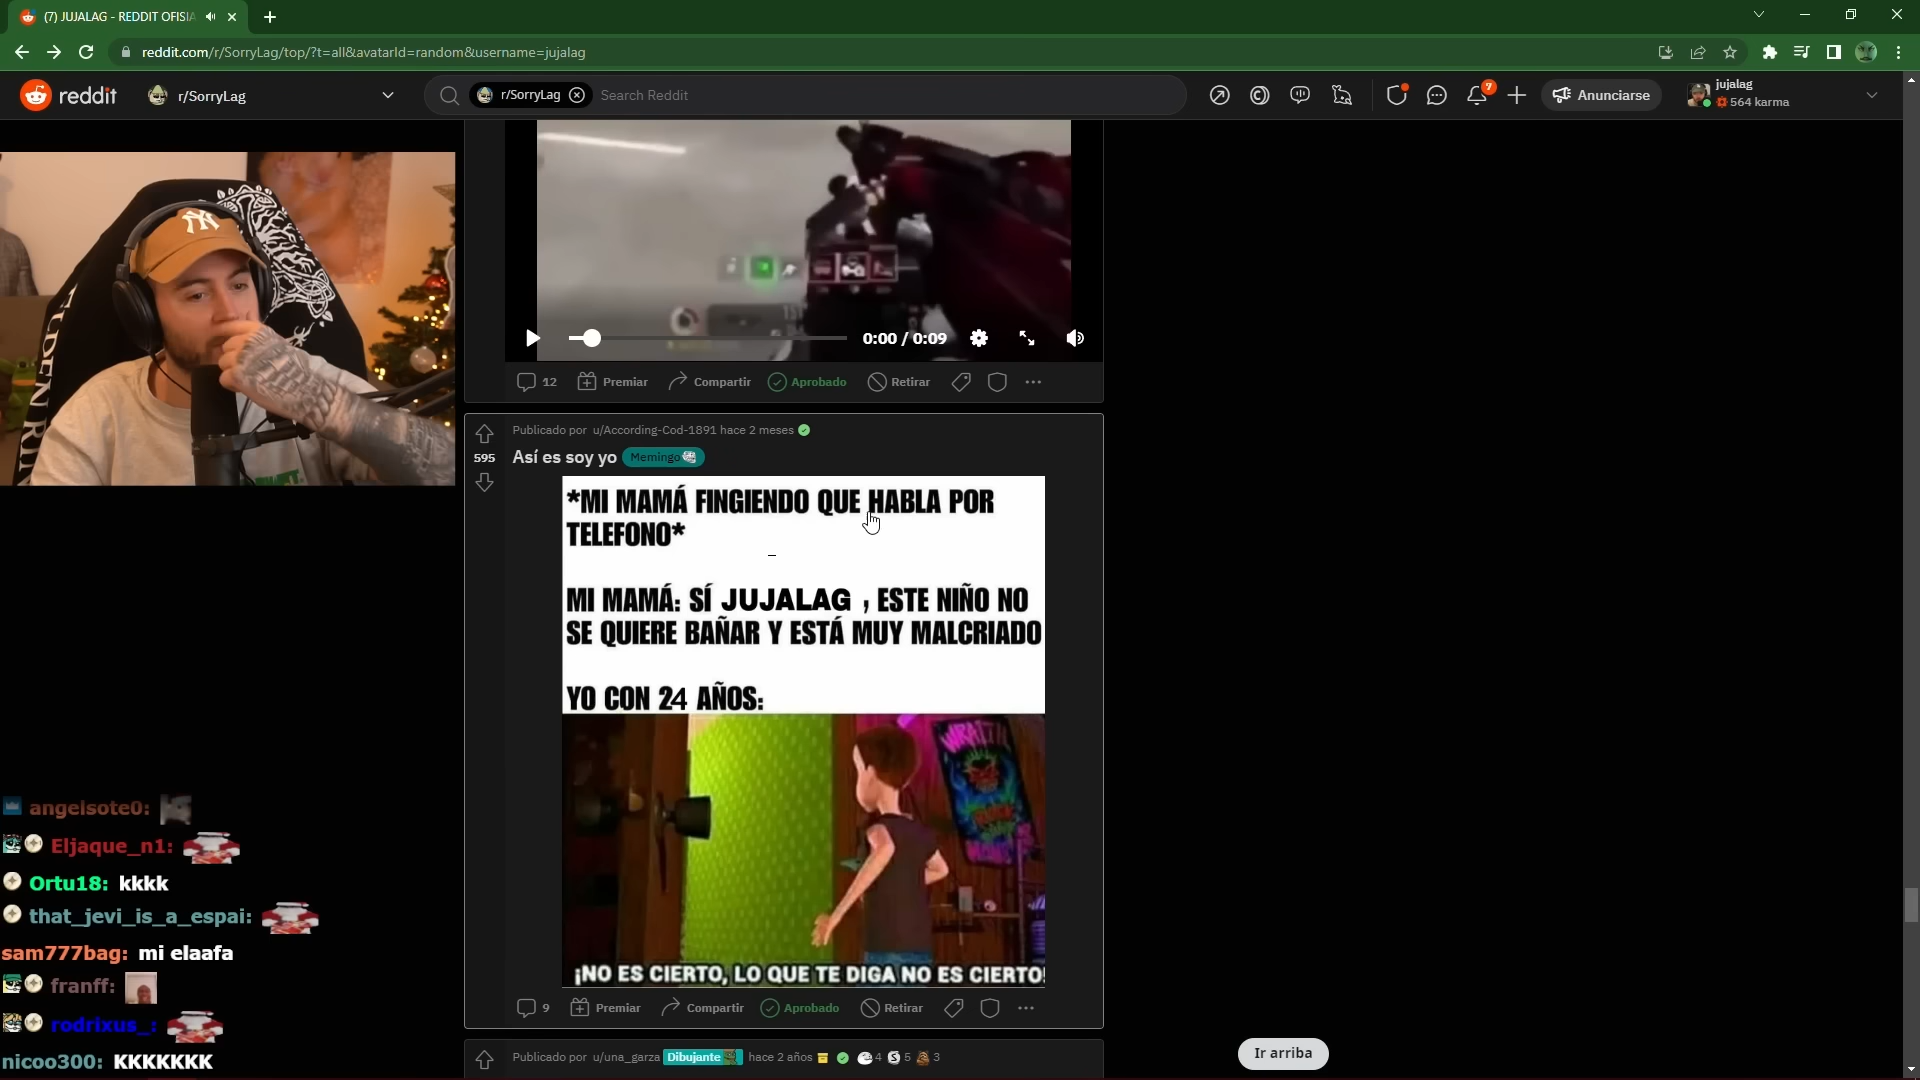 (7) JUJALAG - REDDIT OFISIA
reddit.com/r/SorryLag/top/?t=all&avatarId=random&username=jujalag
reddit
r/SorryLag
r/SorryLag
Search Reddit
7
Anunciarse
jujalag
564 karma
NY
0:00 / 0:09
12
Premiar
Compartir
Aprobado
Retirar
Publicado por u/According-Cod-1891 hace 2 meses
595
Así es soy yo
Memingo
*MI MAMÁ FINGIENDO QUE HABLA POR
TELEFONO*
MI MAMÁ: SÍ JUJALAG , ESTE NIÑO NO
SE QUIERE BAÑAR Y ESTÁ MUY MALCRIADO
YO CON 24 AÑOS:
¡NO ES CIERTO, LO QUE TE DIGA NO ES CIERTO!
9
Premiar
Compartir
Aprobado
Retirar
Publicado por u/una_garza
Dibujante
hace 2 años
4
5
3
Ir arriba
angelsote0:
Eljaque_n1:
Ortu18: kkkk
that_jevi_is_a_espai:
sam777bag: mi elaafa
franff:
rodrixus_:
nicoo300: KKKKKKK